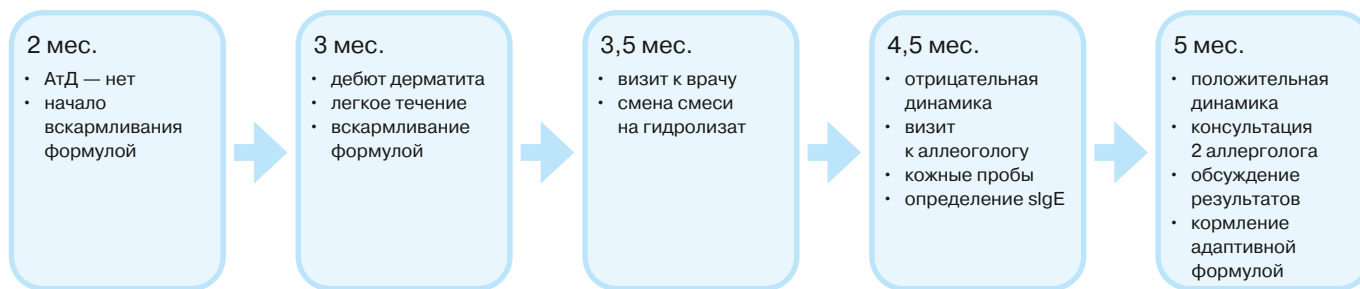 2 мес.
• АтД — нет
• начало
вскармливания
формулой
3 мес.
• дебют дерматита
• легкое течение
• вскармливание
формулой
3,5 мес.
• визит к врачу
• смена смеси
на гидролизат
4,5 мес.
• отрицательная
динамика
• визит
к аллеогологу
• кожные пробы
• определение sIgE
5 мес.
• положительная
динамика
• консультация
2 аллерголога
• обсуждение
результатов
• кормление
адаптивной
формулой